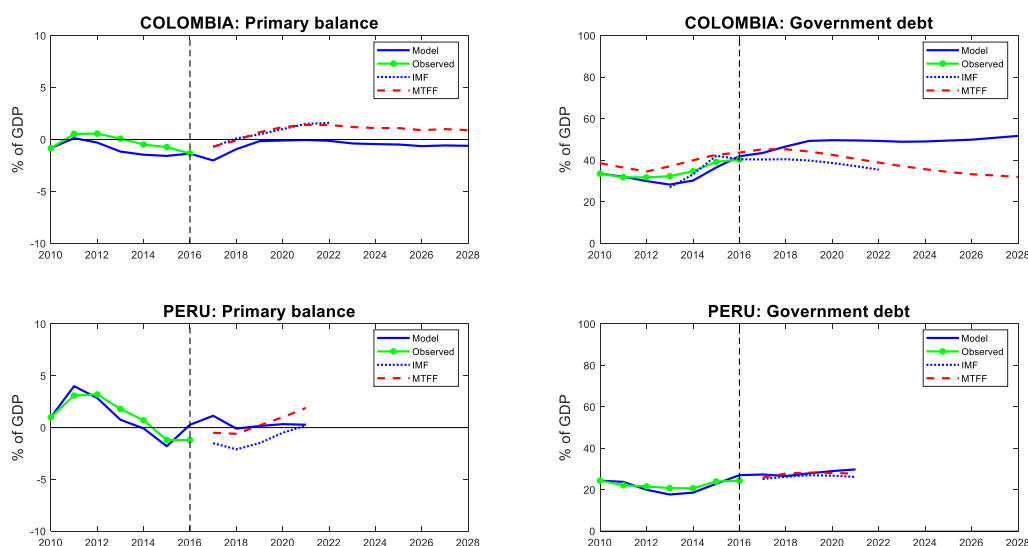 COLOMBIA: Primary balance
10
5
0
-5
-10
% of GDP
Model
Observed
IMF
MTFF
2010 2012 2014 2016 2018 2020 2022 2024 2026 2028
COLOMBIA: Government debt
100
80
60
40
20
0
% of GDP
Model
Observed
IMF
MTFF
2010 2012 2014 2016 2018 2020 2022 2024 2026 2028
PERU: Primary balance
10
5
0
-5
-10
% of GDP
Model
Observed
IMF
MTFF
2010 2012 2014 2016 2018 2020 2022 2024 2026 2028
PERU: Government debt
100
80
60
40
20
0
% of GDP
Model
Observed
IMF
MTFF
2010 2012 2014 2016 2018 2020 2022 2024 2026 2028